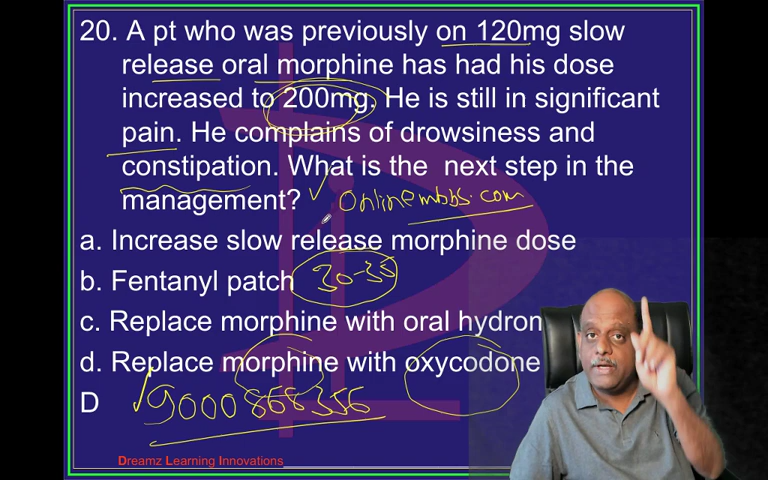 20. A pt who was previously on 120mg slow
release oral morphine has had his dose
increased to 200mg. He is still in significant
pain. He complains of drowsiness and
constipation. What is the next step in the
management? Onlinembbs.com
a. Increase slow release morphine dose
b. Fentanyl patch 30-35
c. Replace morphine with oral hydrom
d. Replace morphine with oxycodone
D 9000868356
Dreamz Learning Innovations